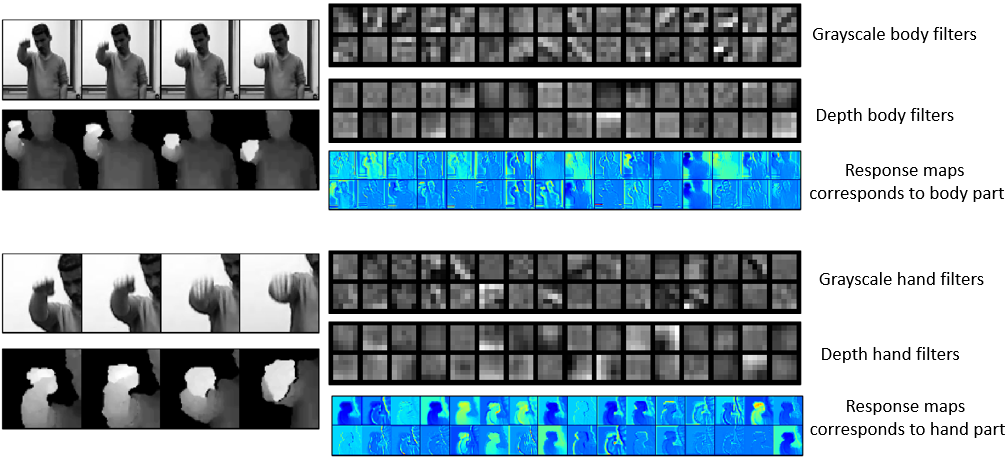 Grayscale body filters
Depth body filters
Response maps
corresponds to body part
Grayscale hand filters
Depth hand filters
Response maps
corresponds to hand part